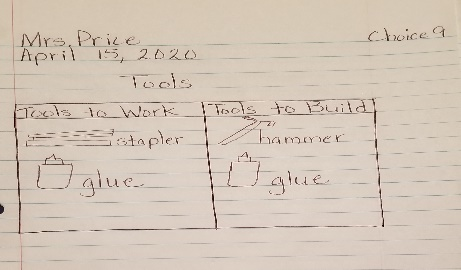 Mrs. Price
Choice 9
April 15, 2020
Tools
Tools to Work
Tools to Build
stapler
hammer
glue
glue